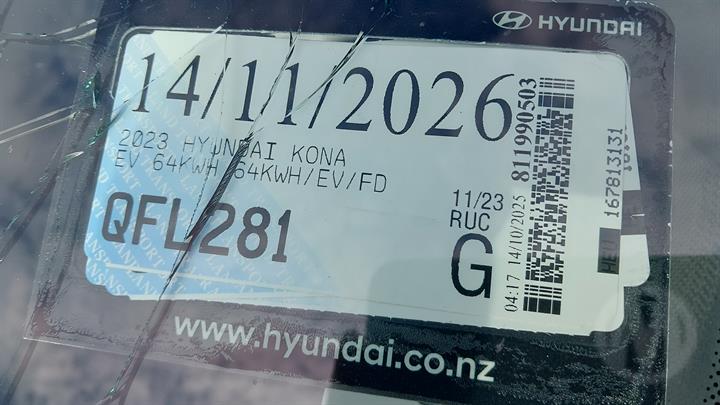 HYUNDAI
14/11/2026
2023 HYUNDAI KONA
EV 64KWH 64KWH/EV/FD
QFL281
11/23
RUC
G
811990503
04:17 14/10/2025
167813131
www.hyundai.co.nz